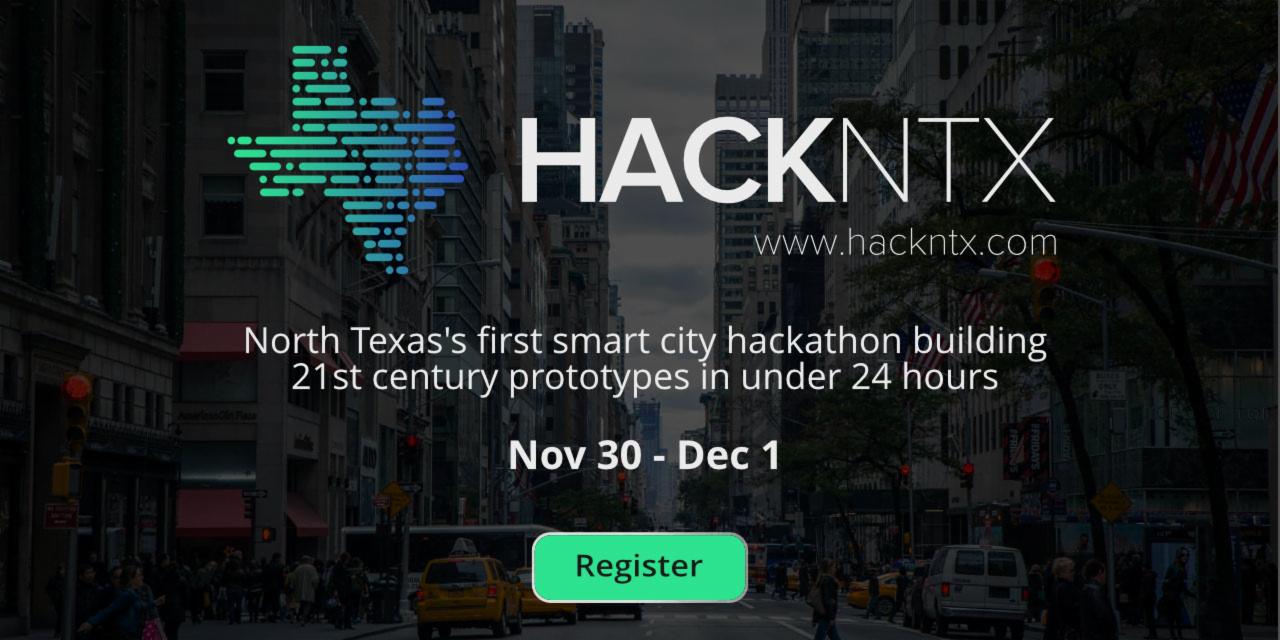 HACKNTX
www.hackntx.com
North Texas's first smart city hackathon building
21st century prototypes in under 24 hours
Nov 30 - Dec 1
Register